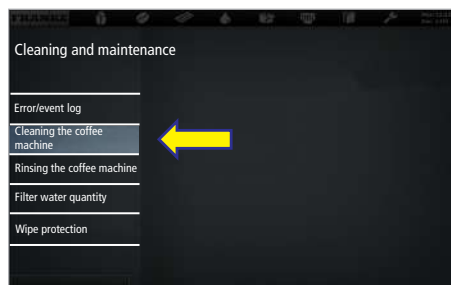 FRANKE
Cleaning and maintenance
Error/event log
Cleaning the coffee
machine
Rinsing the coffee machine
Filter water quantity
Wipe protection